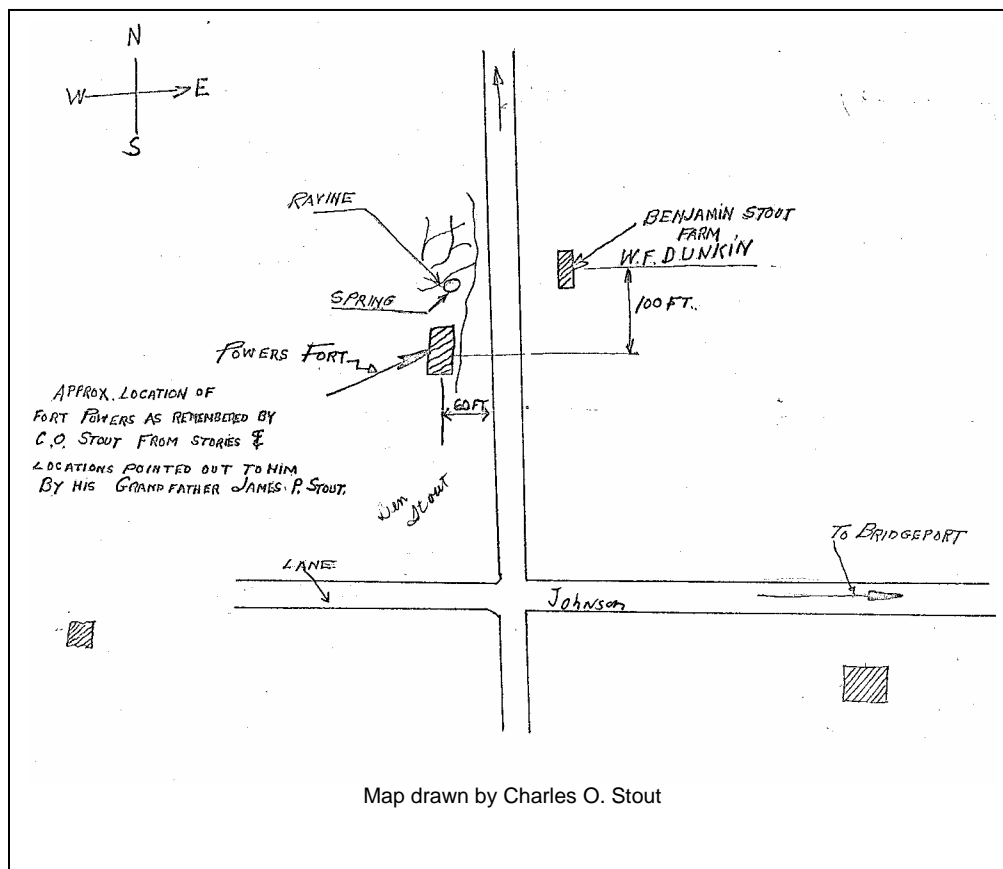 N
W E
S
RAVINE
SPRING
BENJAMIN STOUT
FARM
W.F. DUNKIN
100 FT.
POWERS FORT
60 FT
APPROX. LOCATION OF
FORT POWERS AS REMEMBERED BY
C.O. STOUT FROM STORIES &
LOCATIONS POINTED OUT TO HIM
BY HIS GRANDFATHER JAMES. P. STOUT.
Stout
TO BRIDGEPORT
LANE
Johnson
Map drawn by Charles O. Stout